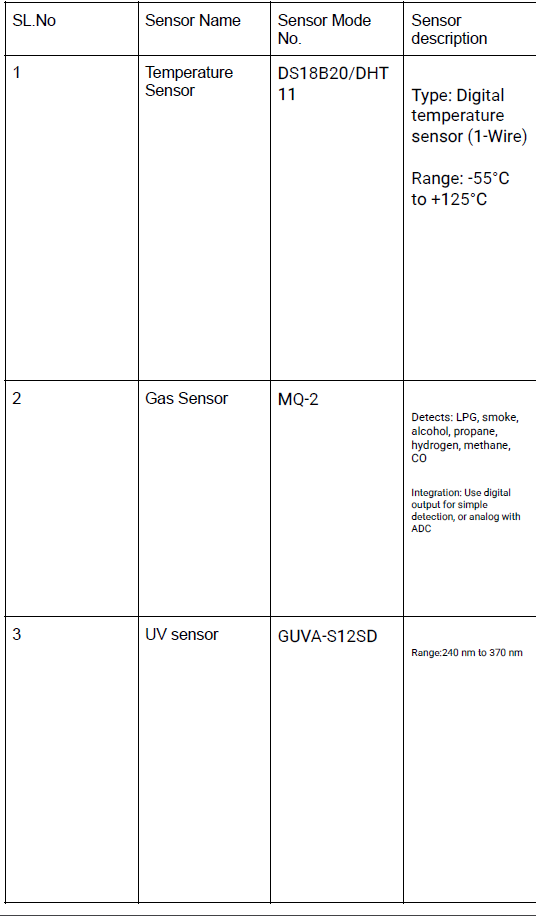 SL.No
Sensor Name
Sensor Mode
No.
Sensor
description
1
Temperature
Sensor
DS18B20/DHT
11
Type: Digital
temperature
sensor (1-Wire)
Range: -55°C
to +125°C
2
Gas Sensor
MQ-2
Detects: LPG, smoke,
alcohol, propane,
hydrogen, methane,
CO
Integration: Use digital
output for simple
detection, or analog with
ADC
3
UV sensor
GUVA-S12SD
Range:240 nm to 370 nm